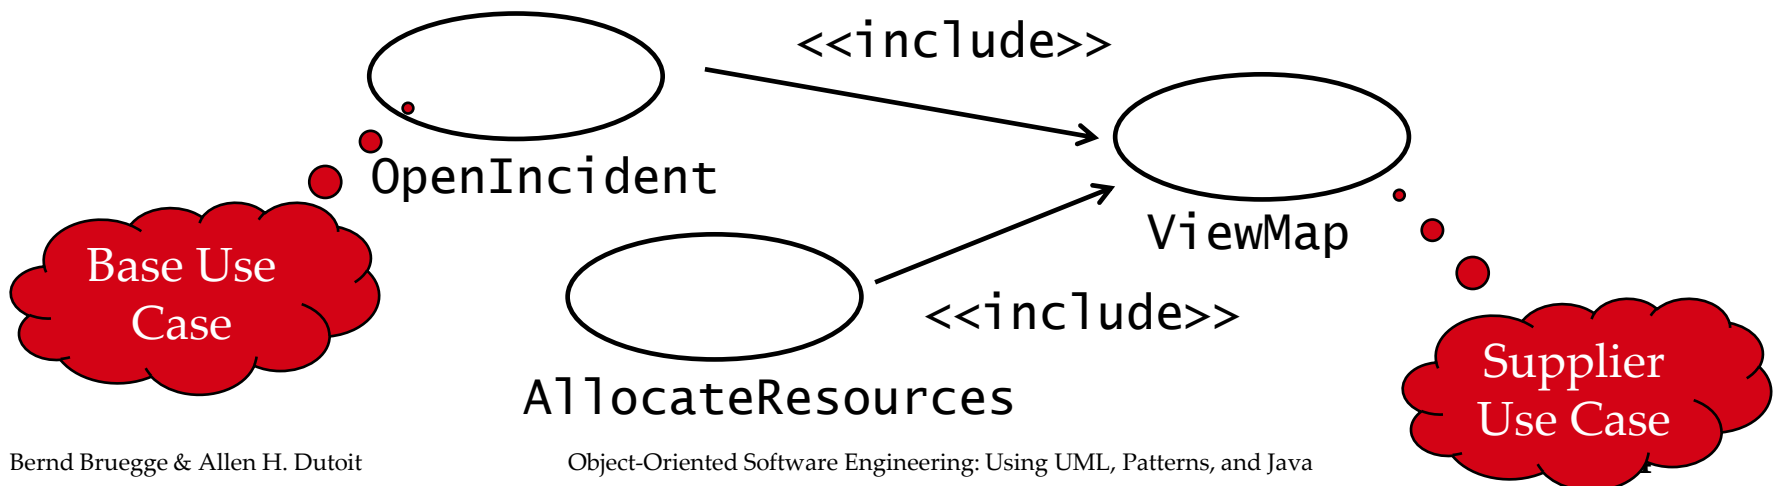 <<include>>
OpenIncident
ViewMap
Base Use
Case
<<include>>
AllocateResources
Supplier
Use Case
Bernd Bruegge & Allen H. Dutoit
Object-Oriented Software Engineering: Using UML, Patterns, and Java